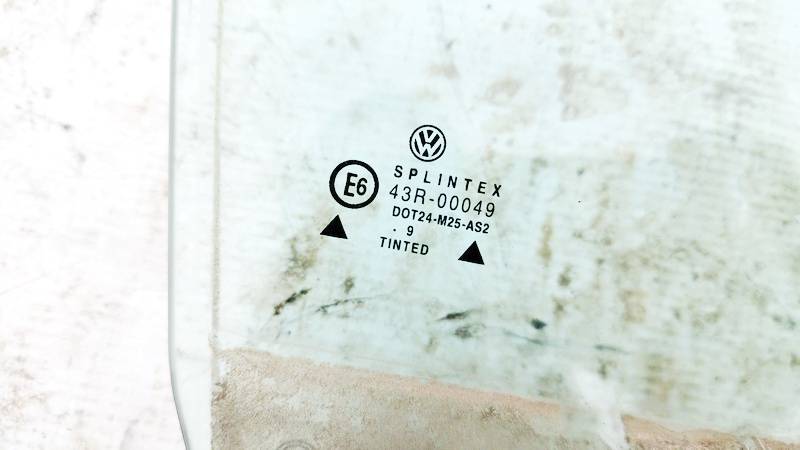 SPLINTEX
E6
43R-00049
DOT24-M25-AS2
. 9
TINTED